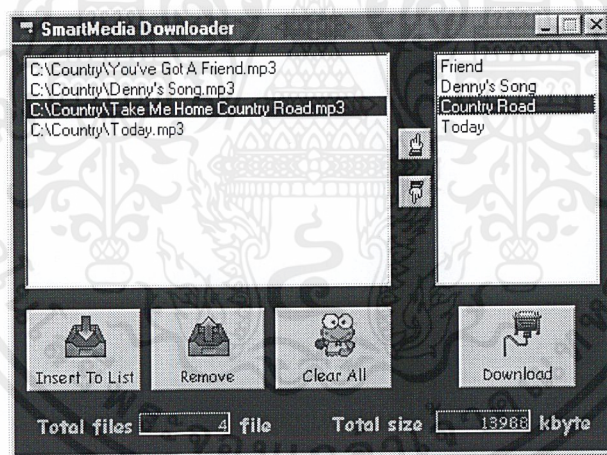 SmartMedia Downloader
C:\Country\You've Got A Friend.mp3
C:\Country\Denny's Song.mp3
C:\Country\Take Me Home Country Road.mp3
C:\Country\Today.mp3
Friend
Denny's Song
Country Road
Today
Insert To List
Remove
Clear All
Download
Total files 4 file
Total size 13988 kbyte